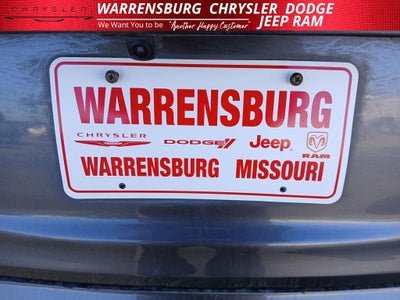 CHRYSLER
WARRENSBURG CHRYSLER DODGE
JEEP RAM
We Want You to be "Another Happy Customer"
WARRENSBURG
CHRYSLER DODGE Jeep RAM
WARRENSBURG MISSOURI